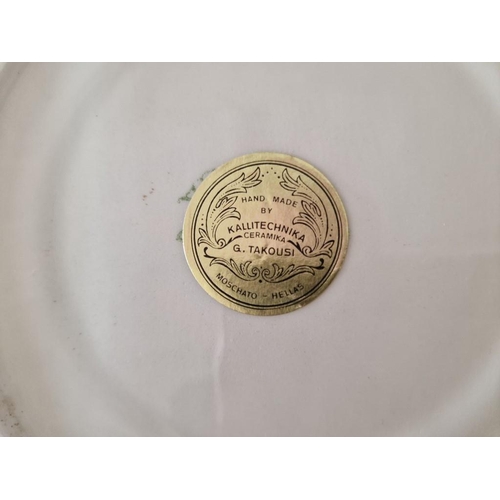 HAND MADE
BY
KALLITECHNIKA
CERAMIKA
G. TAKOUSI
MOSCHATO - HELLAS